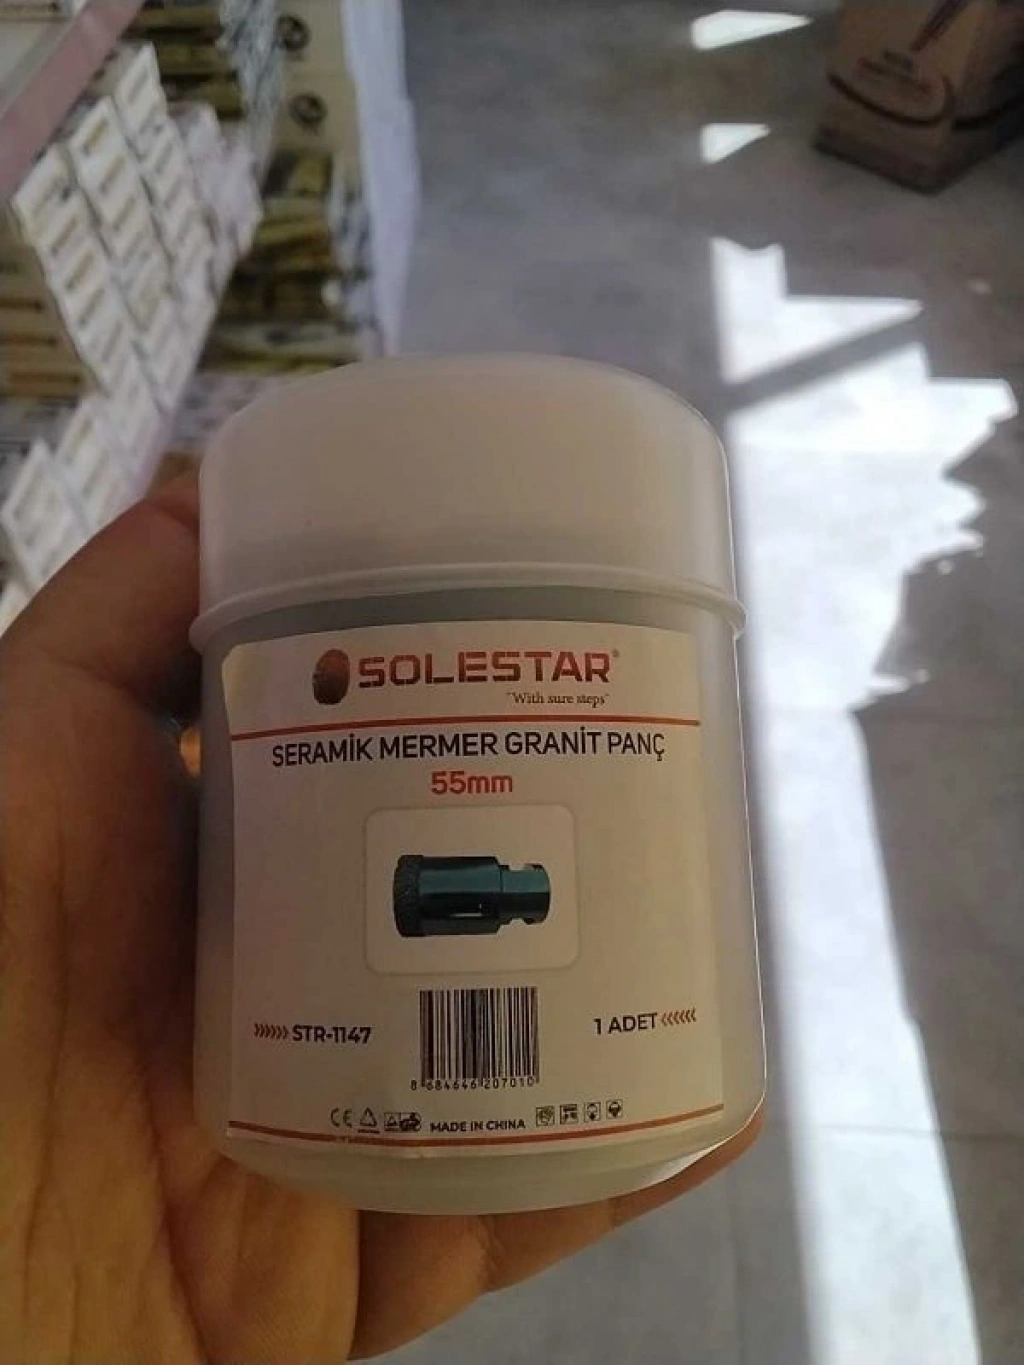 SOLESTAR®
"With sure steps"
SERAMİK MERMER GRANİT PANÇ
55mm
STR-1147
1 ADET
8 684646 207010
CE
MADE IN CHINA